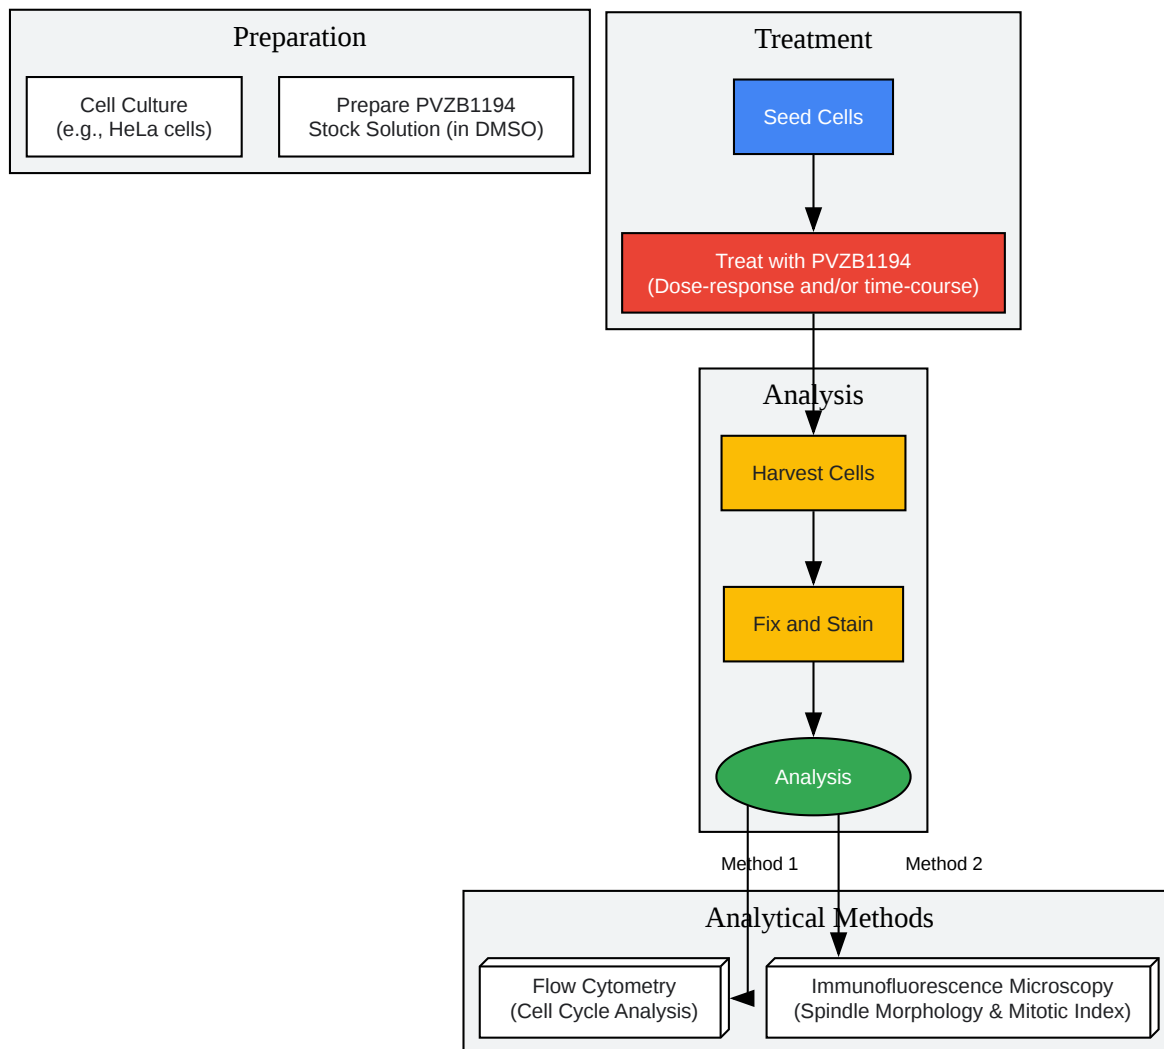 Preparation
Cell Culture
(e.g., HeLa cells)
Prepare PVZB1194
Stock Solution (in DMSO)
Treatment
Seed Cells
Treat with PVZB1194
(Dose-response and/or time-course)
Analysis
Harvest Cells
Fix and Stain
Analysis
Method 1
Method 2
Analytical Methods
Flow Cytometry
(Cell Cycle Analysis)
Immunofluorescence Microscopy
(Spindle Morphology & Mitotic Index)